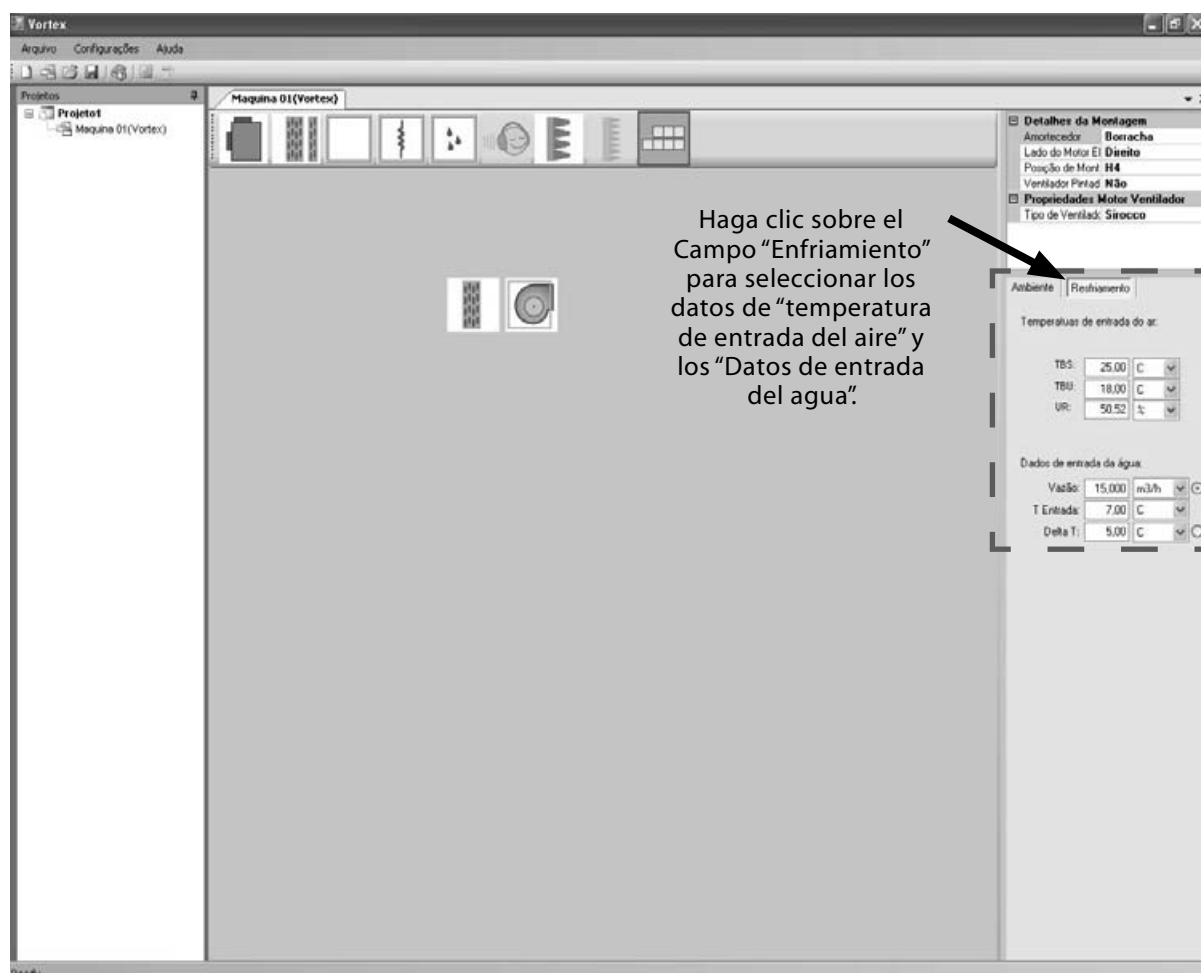 Vortex
Arquivo Configurações Ajuda
Projetos
Projeto1
Maquina 01(Vortex)
Maquina 01(Vortex)
Detalhes da Montagem
Amortecedor Borracha
Lado do Motor El Direito
Posição de Mont H4
Ventilador Pintad Não
Propriedades Motor Ventilador
Tipo de Ventilad Sirocco
Haga clic sobre el
Campo “Enfriamiento”
para seleccionar los
datos de “temperatura
de entrada del aire” y
los “Datos de entrada
del agua”.
Ambiente Resfriamento
Temperatuas de entrada do ar:
TBS: 25,00 C
TBU: 18,00 C
UR: 50.52 %
Dados de entrada da água:
Vazão: 15,000 m3/h
T Entrada: 7,00 C
Delta T: 5,00 C